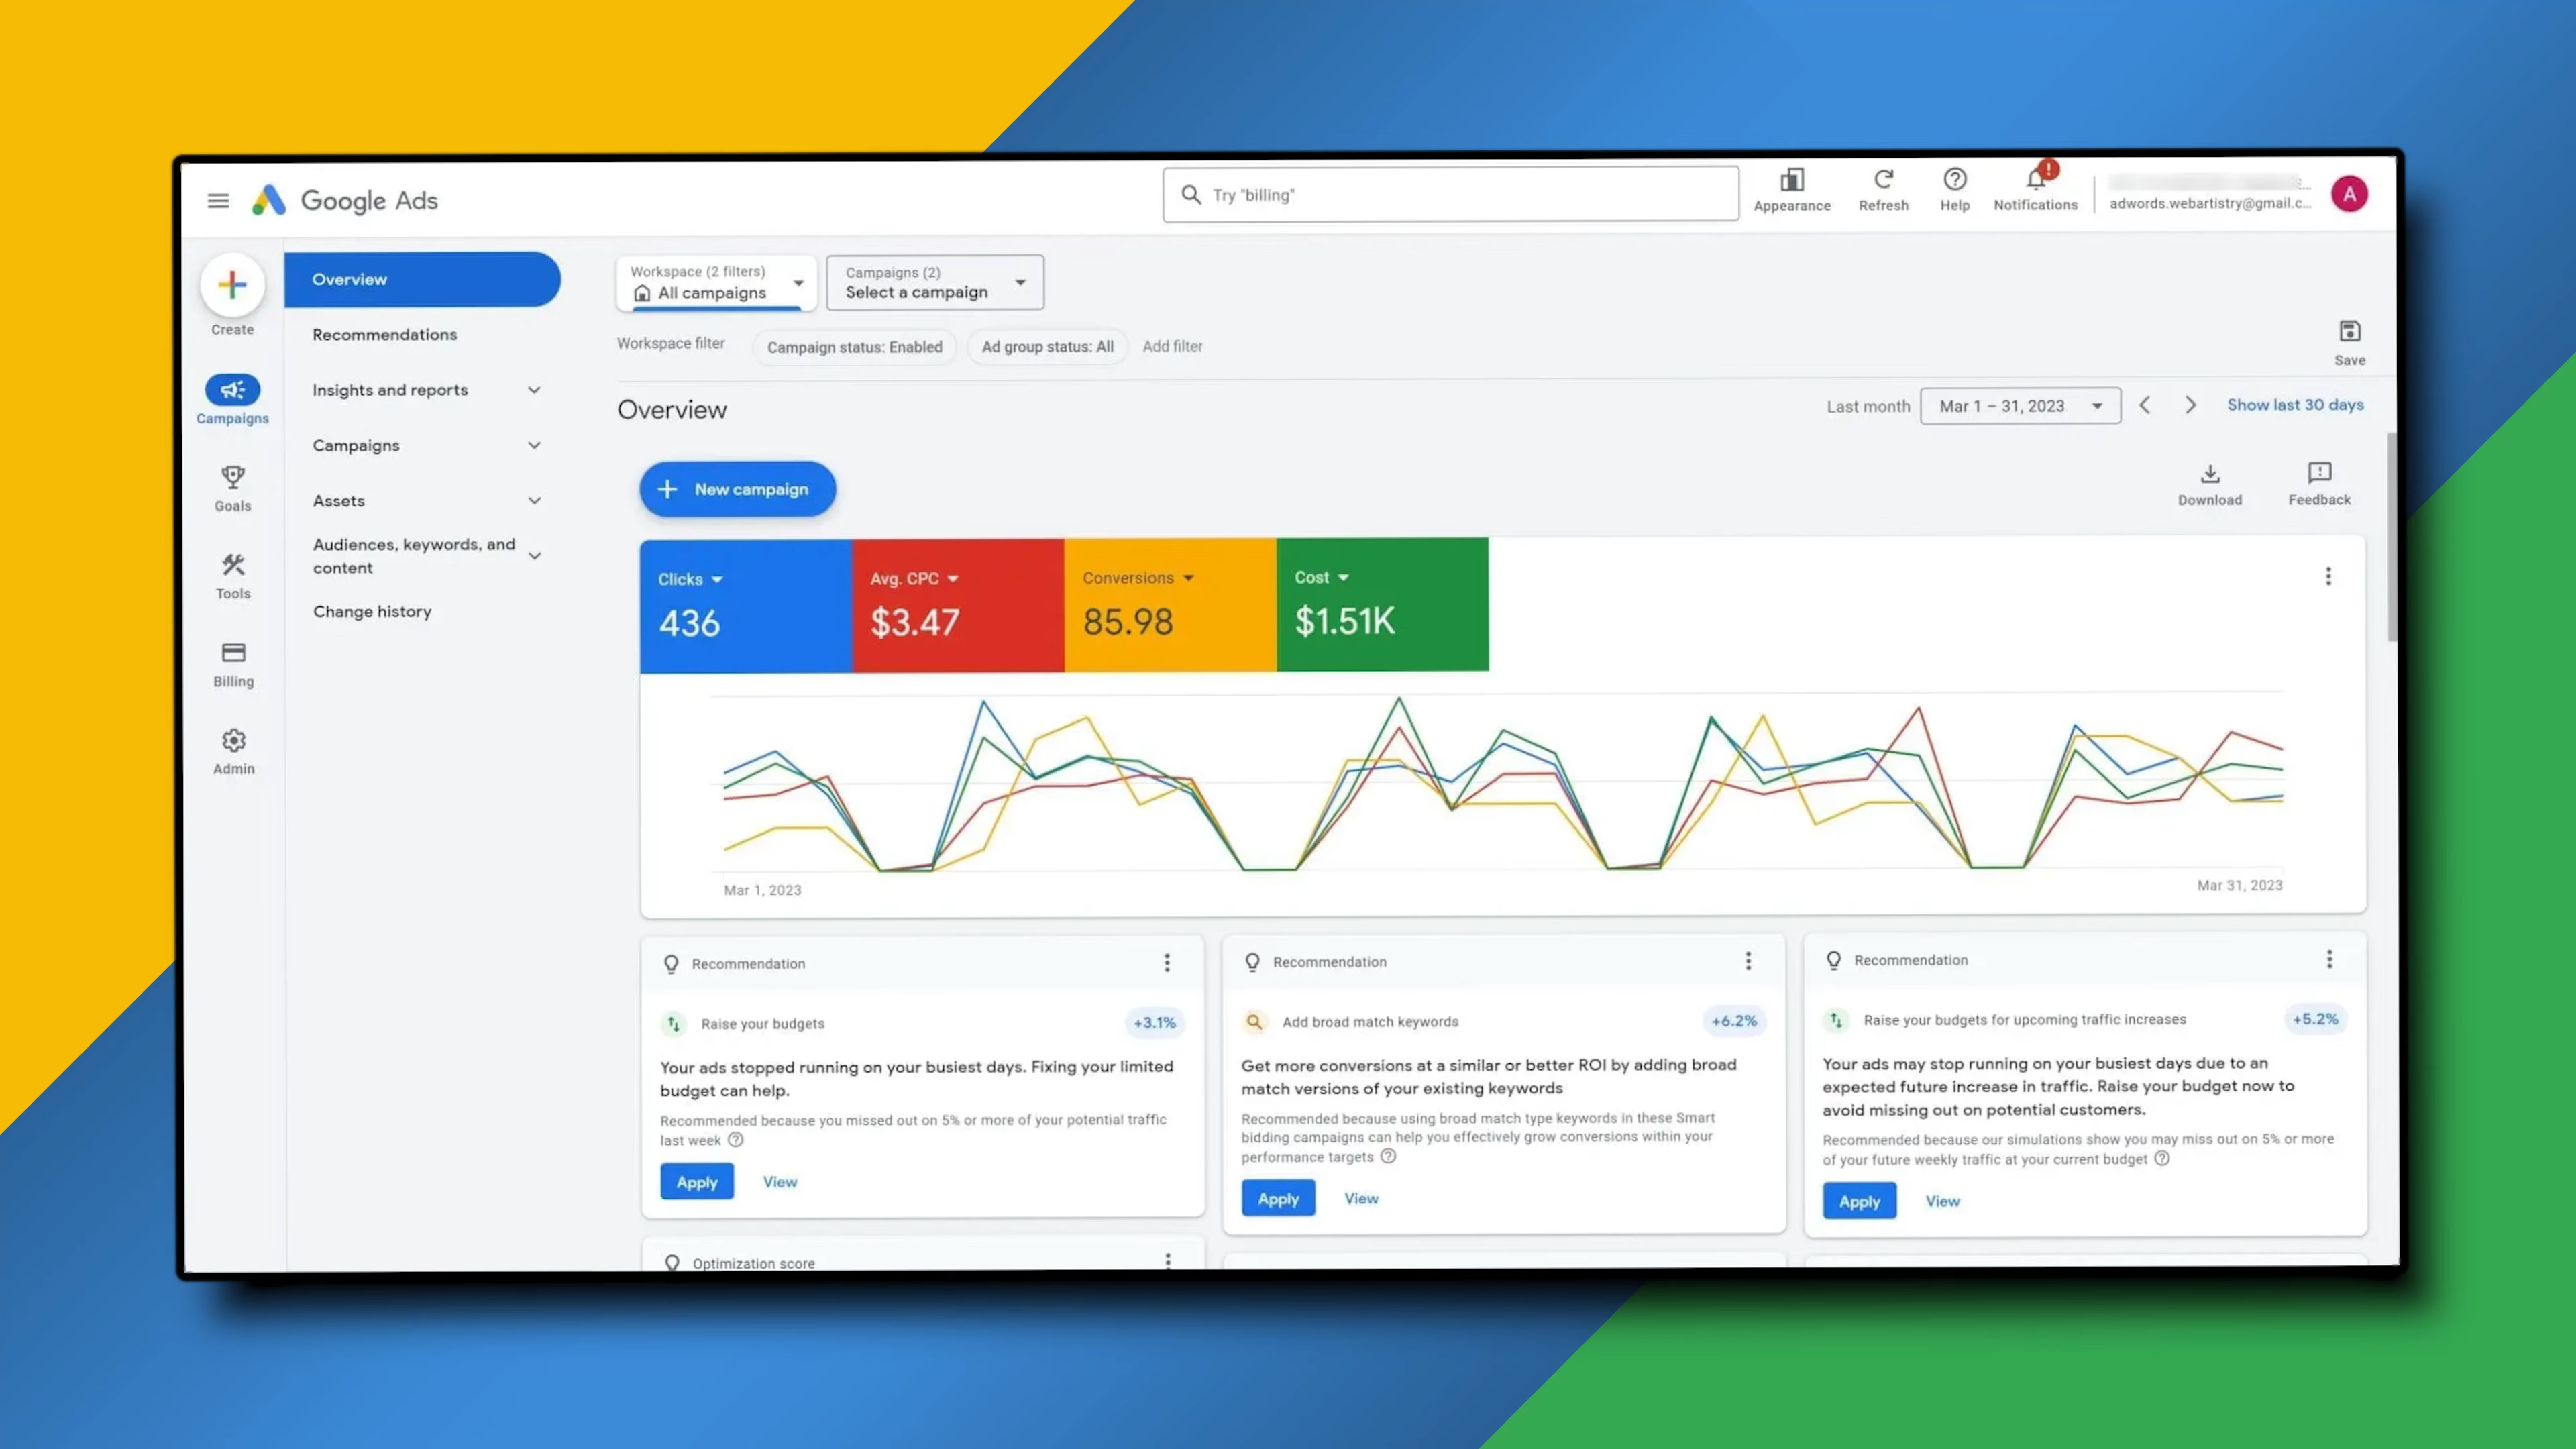 Google Ads
Try "billing"
Appearance
Refresh
Help
!
Notifications
adwords.webartistry@gmail.c...
A
Create
Campaigns
Goals
Tools
Billing
Admin
Overview
Recommendations
Insights and reports
Campaigns
Assets
Audiences, keywords, and
content
Change history
Workspace (2 filters)
All campaigns
Campaigns (2)
Select a campaign
Workspace filter
Campaign status: Enabled
Ad group status: All
Add filter
Save
Overview
Last month
Mar 1 – 31, 2023
Show last 30 days
New campaign
Download
Feedback
Clicks
436
Avg. CPC
$3.47
Conversions
85.98
Cost
$1.51K
Mar 1, 2023
Mar 31, 2023
Recommendation
Raise your budgets
+3.1%
Your ads stopped running on your busiest days. Fixing your limited
budget can help.
Recommended because you missed out on 5% or more of your potential traffic
last week
Apply
View
Recommendation
Add broad match keywords
+6.2%
Get more conversions at a similar or better ROI by adding broad
match versions of your existing keywords
Recommended because using broad match type keywords in these Smart
bidding campaigns can help you effectively grow conversions within your
performance targets
Apply
View
Recommendation
Raise your budgets for upcoming traffic increases
+5.2%
Your ads may stop running on your busiest days due to an
expected future increase in traffic. Raise your budget now to
avoid missing out on potential customers.
Recommended because our simulations show you may miss out on 5% or more
of your future weekly traffic at your current budget
Apply
View
Optimization score